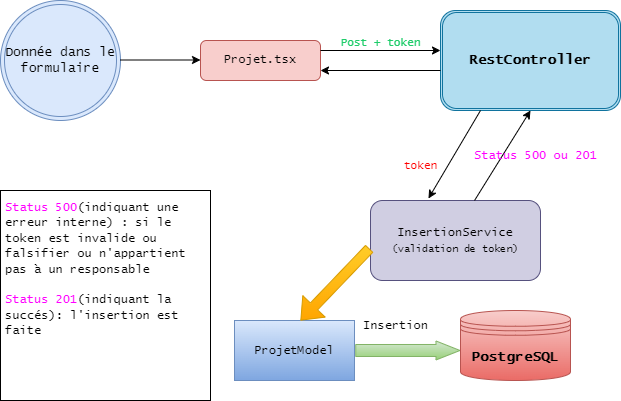 Donnée dans le
formulaire
Projet.tsx
Post + token
RestController
token
Status 500 ou 201
InsertionService
(validation de token)
Status 500(indiquant une
erreur interne) : si le
token est invalide ou
falsifier ou n'appartient
pas à un responsable
Status 201(indiquant la
succés): l'insertion est
faite
ProjetModel
Insertion
PostgreSQL